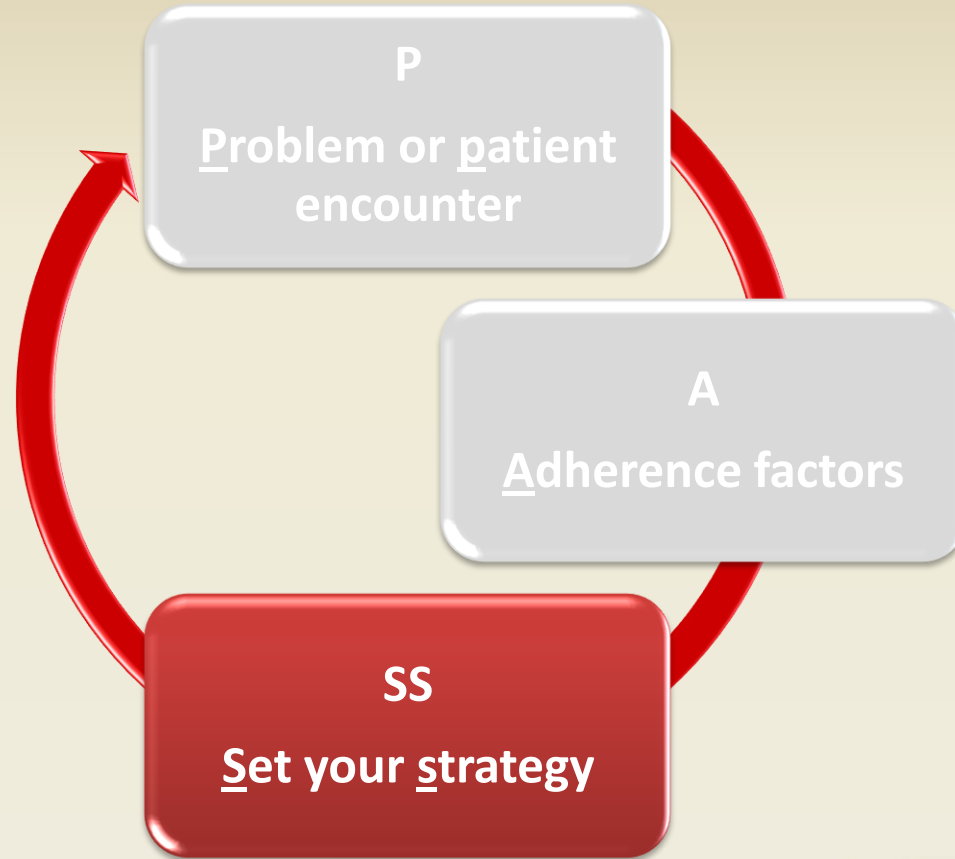 P
Problem or patient
encounter
A
Adherence factors
SS
Set your strategy